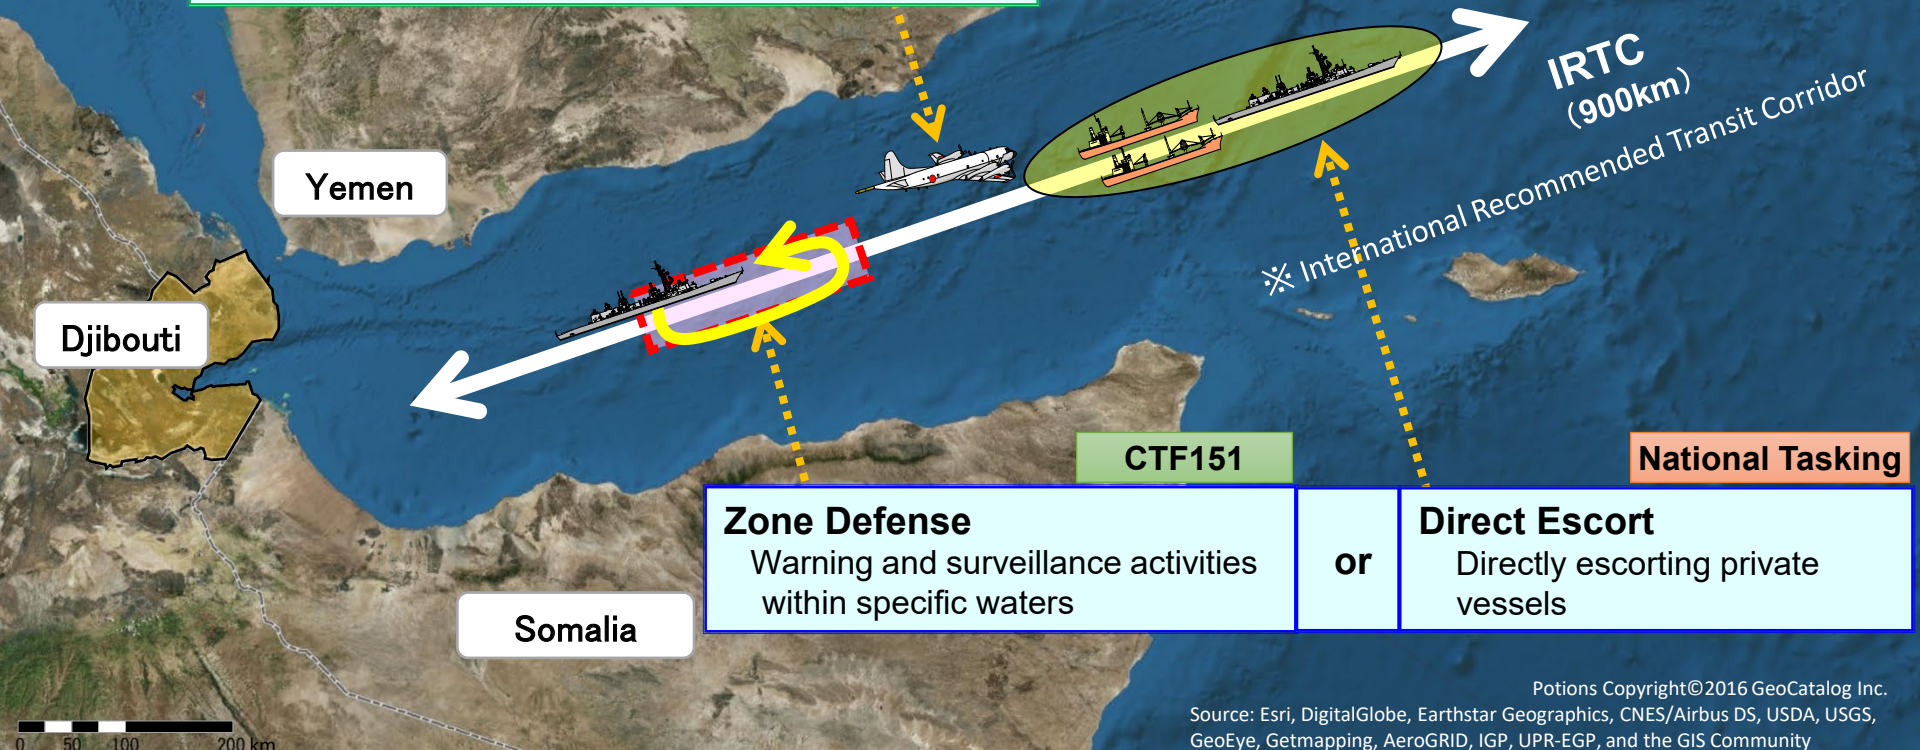 IRTC
（900km）
※ International Recommended Transit Corridor
Yemen
Djibouti
CTF151
National Tasking
Zone Defense
Warning and surveillance activities
within specific waters
or
Direct Escort
Directly escorting private
vessels
Somalia
Potions Copyright©2016 GeoCatalog Inc.
Source: Esri, DigitalGlobe, Earthstar Geographics, CNES/Airbus DS, USDA, USGS,
GeoEye, Getmapping, AeroGRID, IGP, UPR-EGP, and the GIS Community
0 50 100 200 km